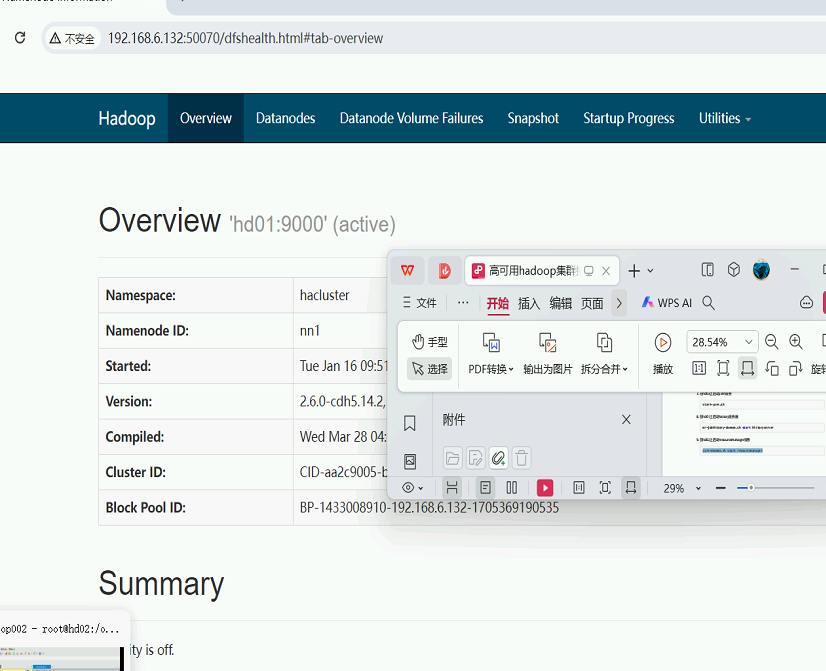 不安全 192.168.6.132:50070/dfshealth.html#tab-overview
Hadoop Overview Datanodes Datanode Volume Failures Snapshot Startup Progress Utilities
Overview 'hd01:9000' (active)
Namespace: hacluster
Namenode ID: nn1
Started: Tue Jan 16 09:51
Version: 2.6.0-cdh5.14.2,
Compiled: Wed Mar 28 04:
Cluster ID: CID-aa2c9005-b
Block Pool ID: BP-1433008910-192.168.6.132-1705369190535
高可用hadoop集群
文件 ··· 开始 插入 编辑 页面 WPS AI
手型 28.54%
选择 PDF转换 输出为图片 拆分合并 播放 旋转
附件
29%
Summary
op002 - root@hd02:/o...
ity is off.